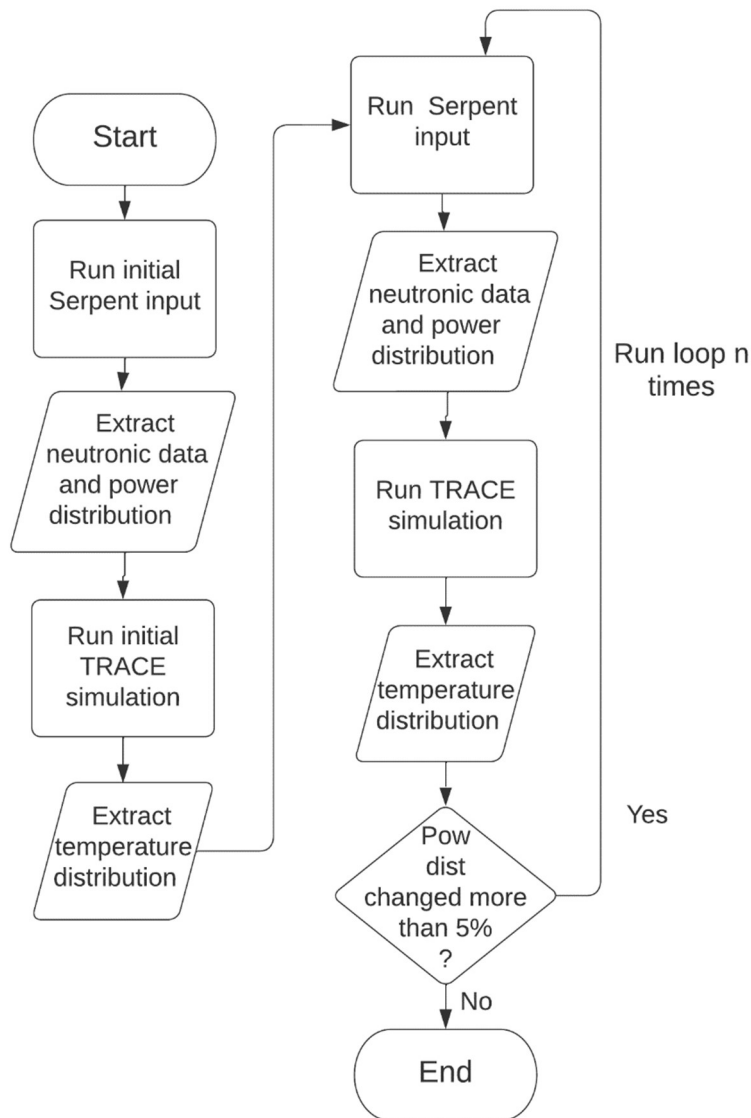 Start
Run initial
Serpent input
Extract
neutronic data
and power
distribution
Run initial
TRACE
simulation
Extract
temperature
distribution
Run Serpent
input
Extract
neutronic data
and power
distribution
Run TRACE
simulation
Extract
temperature
distribution
Pow
dist
changed more
than 5%
?
Yes
Run loop n
times
No
End